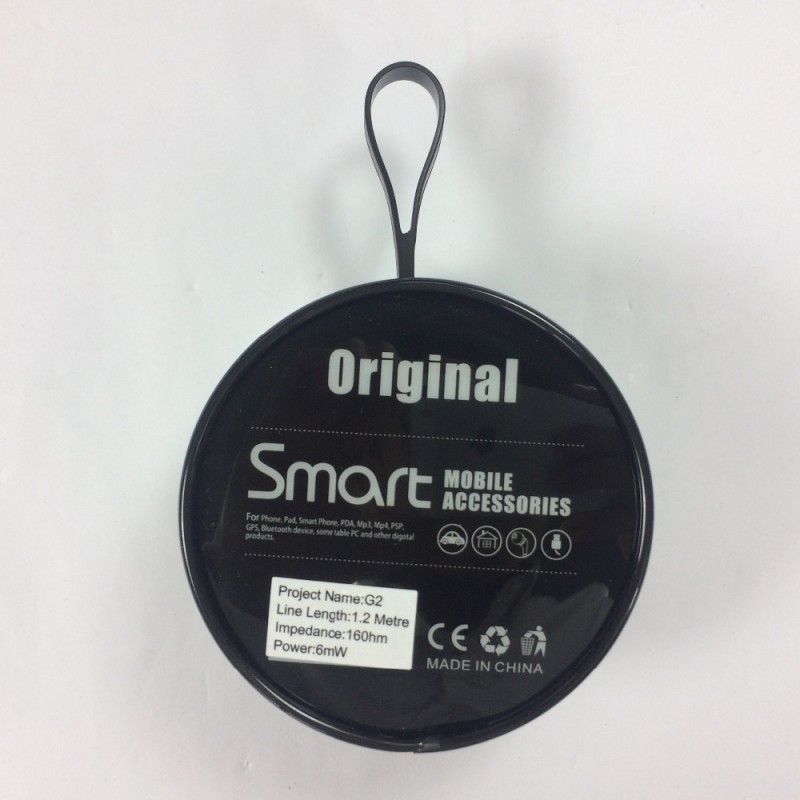 Original
Smart MOBILE
ACCESSORIES
For Phone, Pad, Smart Phone, PDA, Mp3, Mp4, PSP,
GPS, Bluetooth device, some table PC and other digotal
products.
Project Name:G2
Line Length:1.2 Metre
Impedance:160hm
Power:6mW
CE
MADE IN CHINA